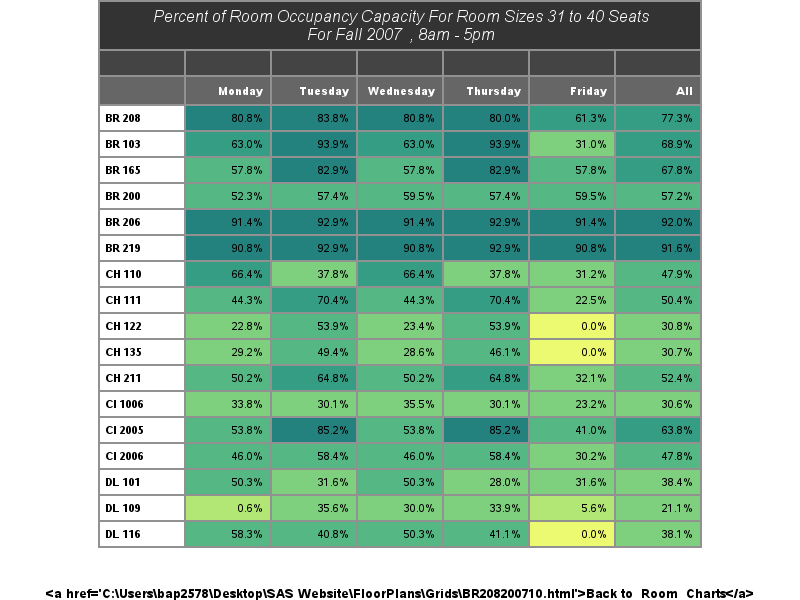 Percent of Room Occupancy Capacity For Room Sizes 31 to 40 Seats
For Fall 2007 , 8am - 5pm
Monday Tuesday Wednesday Thursday Friday All
BR 208 80.8% 83.8% 80.8% 80.0% 61.3% 77.3%
BR 103 63.0% 93.9% 63.0% 93.9% 31.0% 68.9%
BR 165 57.8% 82.9% 57.8% 82.9% 57.8% 67.8%
BR 200 52.3% 57.4% 59.5% 57.4% 59.5% 57.2%
BR 206 91.4% 92.9% 91.4% 92.9% 91.4% 92.0%
BR 219 90.8% 92.9% 90.8% 92.9% 90.8% 91.6%
CH 110 66.4% 37.8% 66.4% 37.8% 31.2% 47.9%
CH 111 44.3% 70.4% 44.3% 70.4% 22.5% 50.4%
CH 122 22.8% 53.9% 23.4% 53.9% 0.0% 30.8%
CH 135 29.2% 49.4% 28.6% 46.1% 0.0% 30.7%
CH 211 50.2% 64.8% 50.2% 64.8% 32.1% 52.4%
CI 1006 33.8% 30.1% 35.5% 30.1% 23.2% 30.6%
CI 2005 53.8% 85.2% 53.8% 85.2% 41.0% 63.8%
CI 2006 46.0% 58.4% 46.0% 58.4% 30.2% 47.8%
DL 101 50.3% 31.6% 50.3% 28.0% 31.6% 38.4%
DL 109 0.6% 35.6% 30.0% 33.9% 5.6% 21.1%
DL 116 58.3% 40.8% 50.3% 41.1% 0.0% 38.1%
<a href='C:\Users\bap2578\Desktop\SAS Website\FloorPlans\Grids\BR208200710.html'>Back to Room Charts</a>